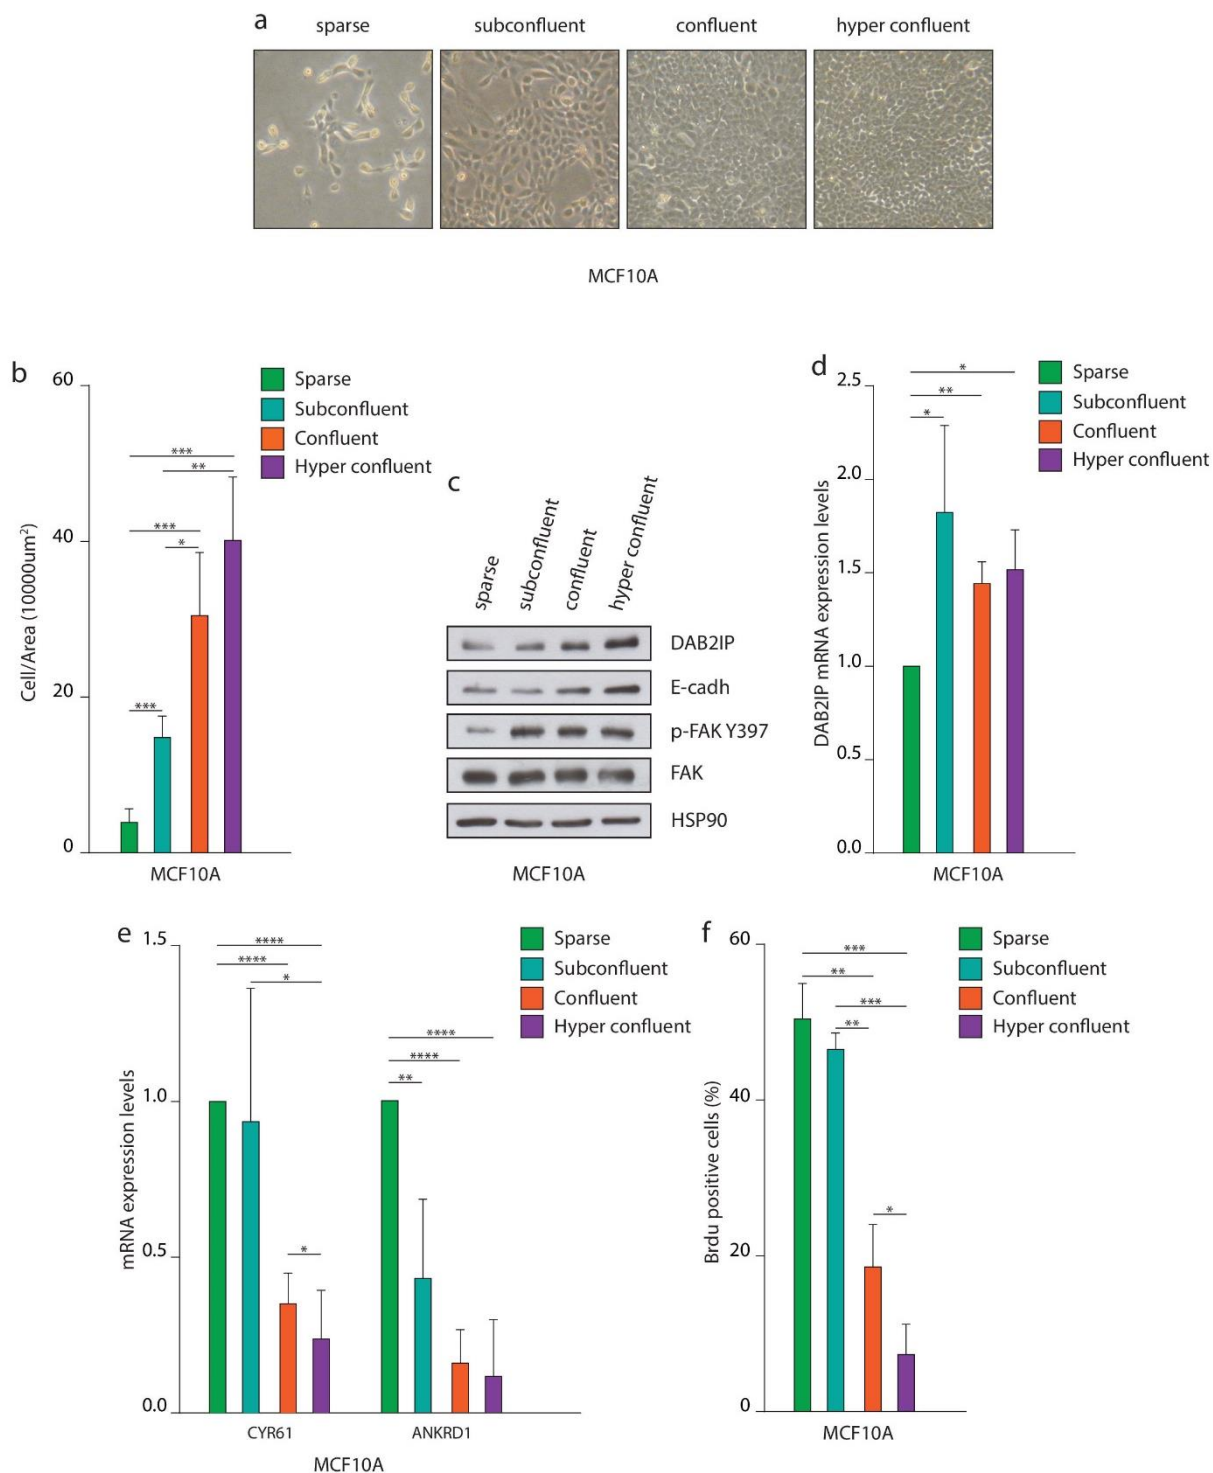 a
sparse subconfluent confluent hyper confluent
MCF10A
b
Sparse
Subconfluent
Confluent
Hyper confluent
60
40
20
0
Cell/Area (10000um²)
***
**
***
*
***
MCF10A
c
sparse subconfluent confluent hyper confluent
DAB2IP
E-cadh
p-FAK Y397
FAK
HSP90
MCF10A
d
Sparse
Subconfluent
Confluent
Hyper confluent
2.5
2.0
1.5
1.0
0.5
0.0
DAB2IP mRNA expression levels
*
**
*
MCF10A
e
Sparse
Subconfluent
Confluent
Hyper confluent
1.5
1.0
0.5
0.0
mRNA expression levels
****
****
*
*
****
****
**
CYR61 ANKRD1
MCF10A
f
Sparse
Subconfluent
Confluent
Hyper confluent
60
40
20
0
Brdu positive cells (%)
***
**
***
**
*
MCF10A